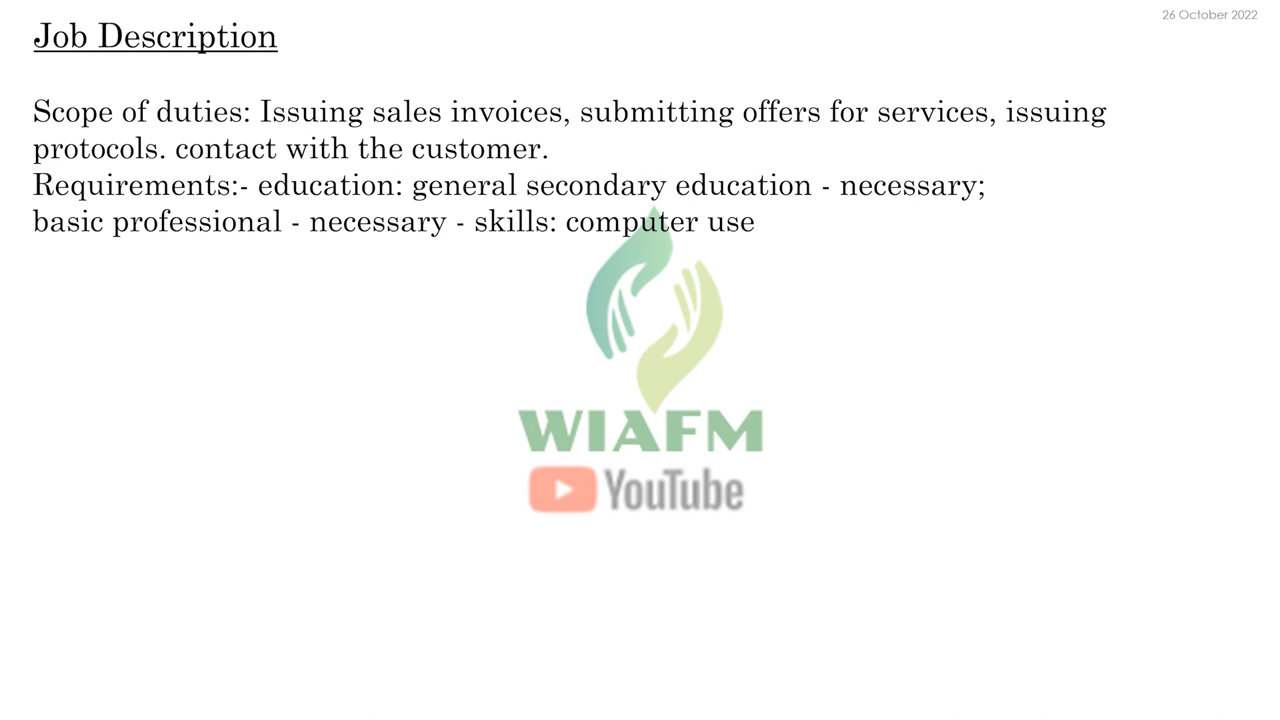 26 October 2022
Job Description
Scope of duties: Issuing sales invoices, submitting offers for services, issuing
protocols. contact with the customer.
Requirements:- education: general secondary education - necessary;
basic professional - necessary - skills: computer use
WIAFM
YouTube